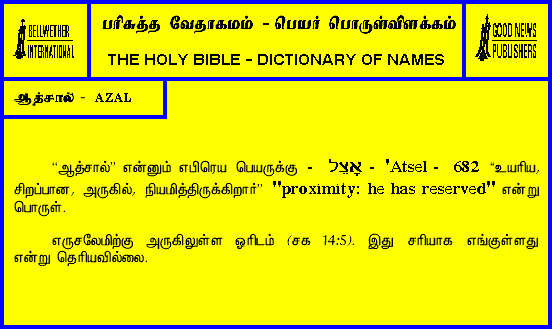 BELLWETHER
INTERNATIONAL
பரிசுத்த வேதாகமம் - பெயர் பொருள்விளக்கம்
THE HOLY BIBLE - DICTIONARY OF NAMES
GOOD NEWS
PUBLISHERS
ஆத்சால் - AZAL
“ஆத்சால்” என்னும் எபிரெய பெயருக்கு - אָצֵל - 'Atsel - 682 “உயரிய,
சிறப்பான, அருகில், நியமித்திருக்கிறார்” "proximity: he has reserved" என்று
பொருள்.
எருசலேமிற்கு அருகிலுள்ள ஓரிடம் (சக 14:5). இது சரியாக எங்குள்ளது
என்று தெரியவில்லை.